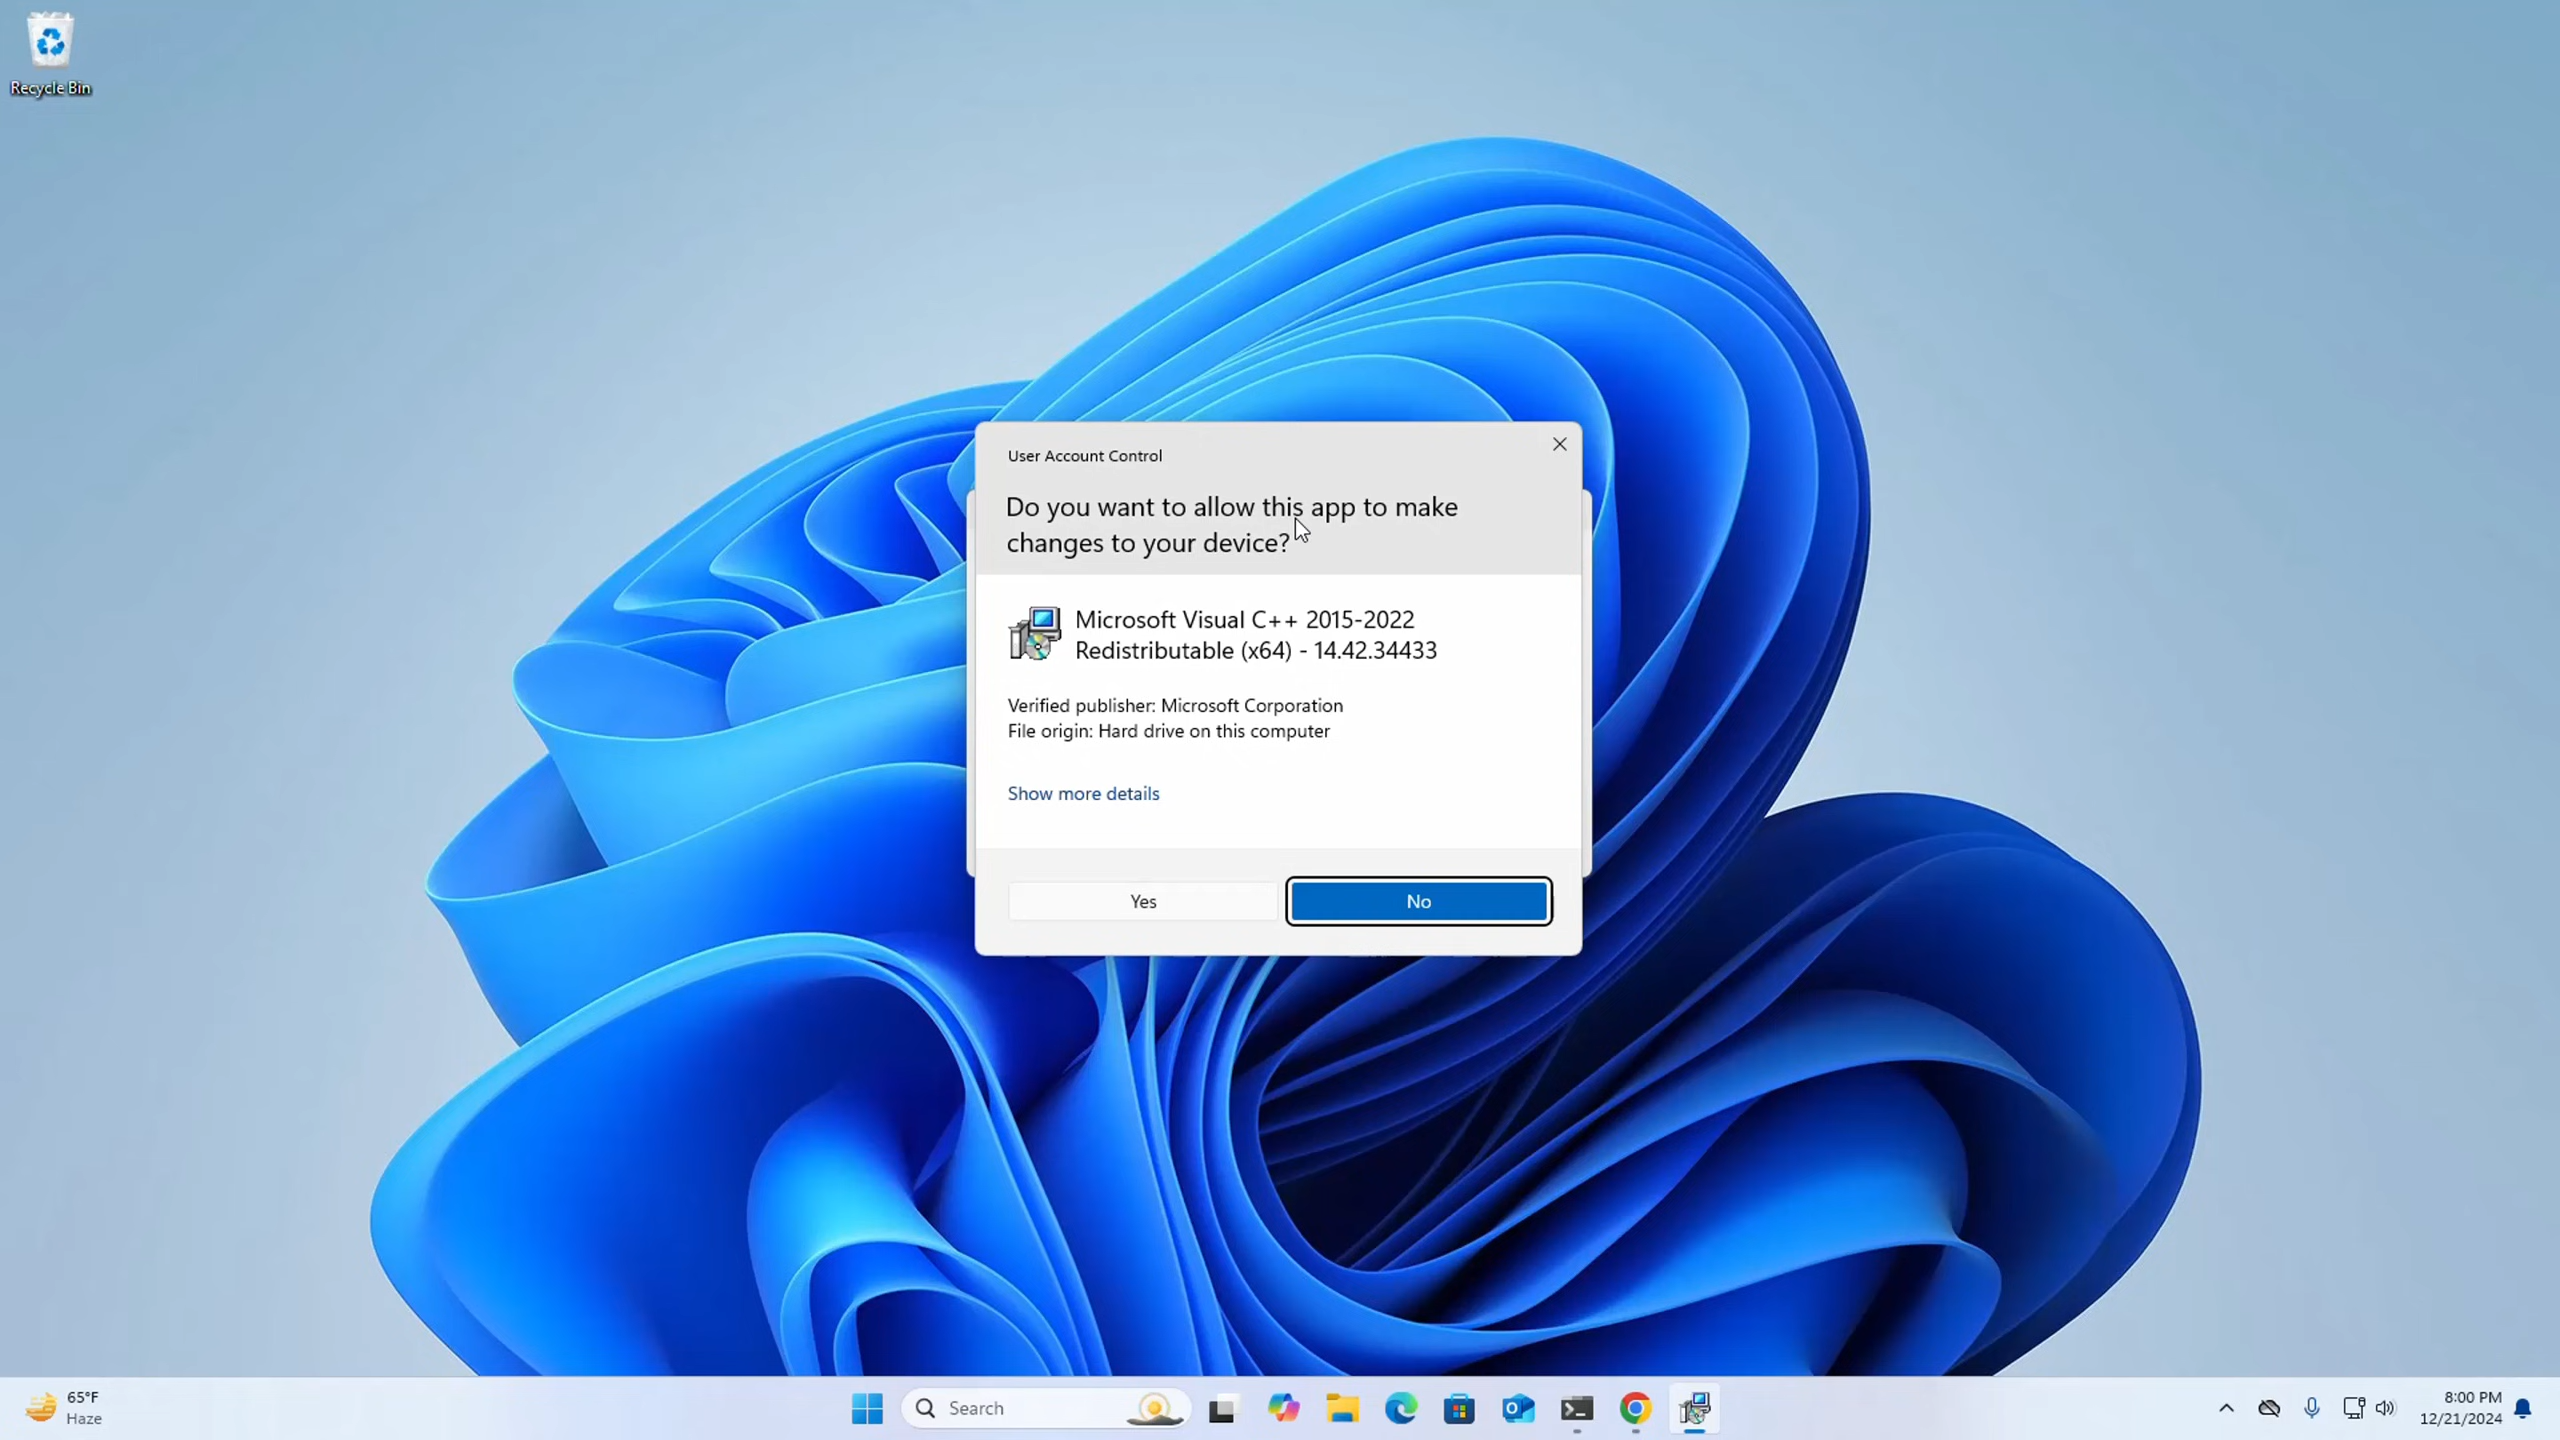 Recycle Bin
User Account Control
Do you want to allow this app to make
changes to your device?
Microsoft Visual C++ 2015-2022
Redistributable (x64) - 14.42.34433
Verified publisher: Microsoft Corporation
File origin: Hard drive on this computer
Show more details
Yes
No
65°F
Haze
Search
8:00 PM
12/21/2024